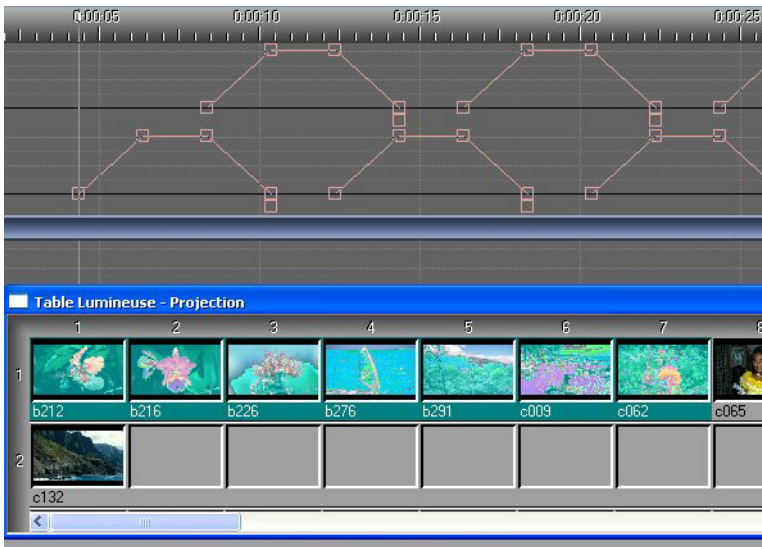 0:00:05 0:00:10 0:00:15 0:00:20 0:00:25
Table Lumineuse - Projection
1 2 3 4 5 6 7 8
1
b212 b216 b226 b276 b291 c009 c062 c065
2
c132